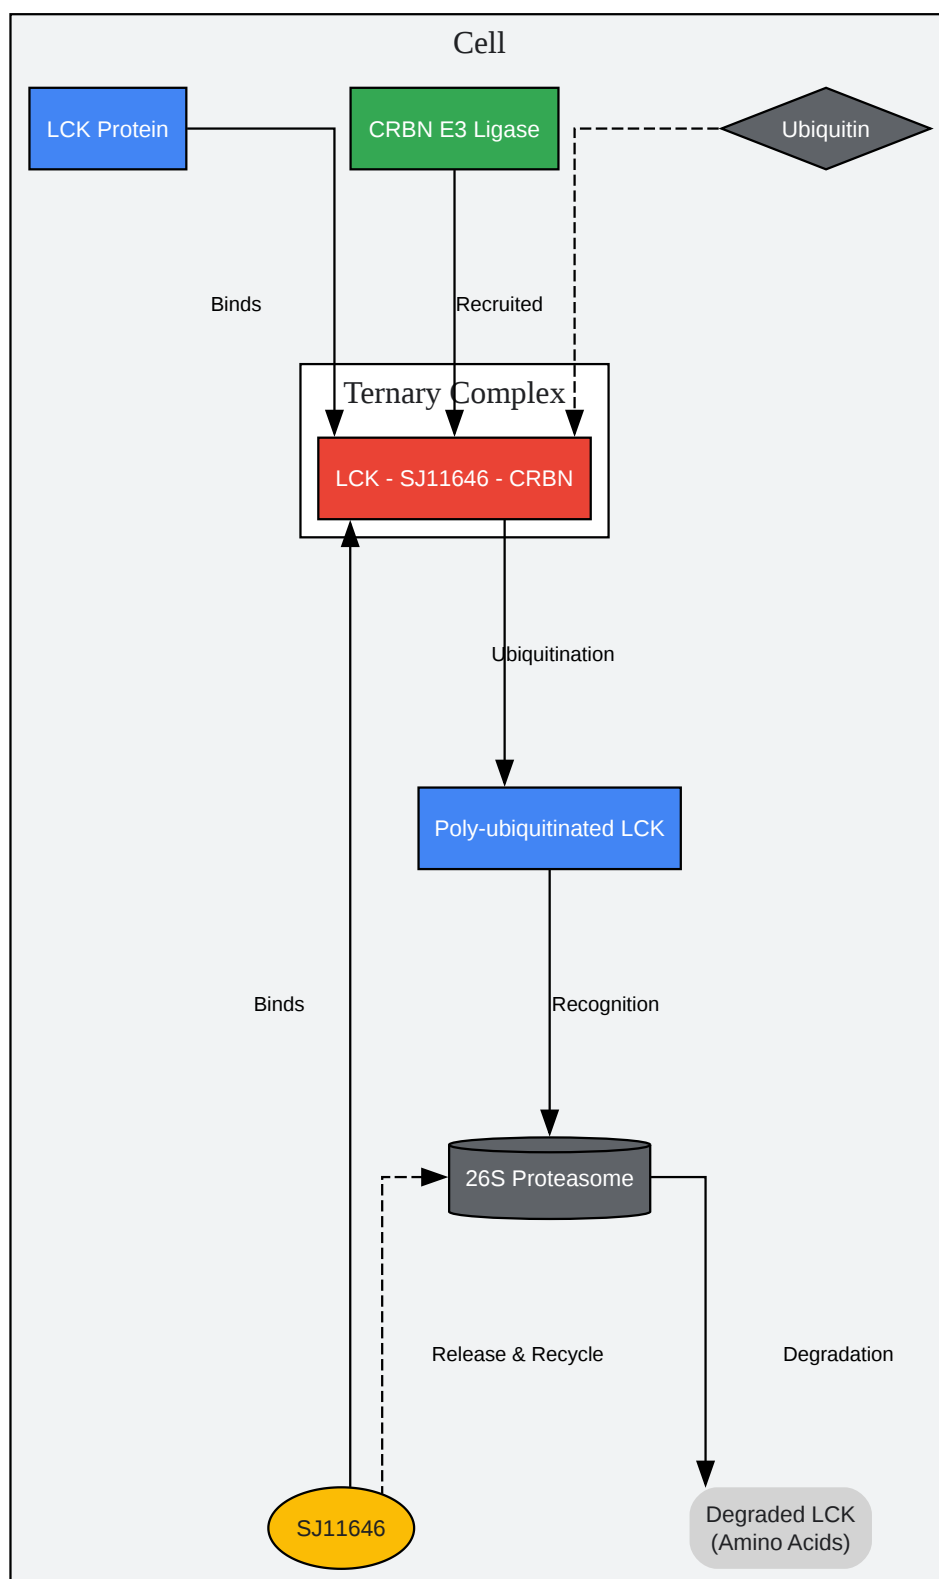 Cell
LCK Protein
CRBN E3 Ligase
Ubiquitin
Binds
Recruited
Ternary Complex
LCK - SJ11646 - CRBN
Ubiquitination
Poly-ubiquitinated LCK
Binds
Recognition
26S Proteasome
Release & Recycle
Degradation
SJ11646
Degraded LCK
(Amino Acids)